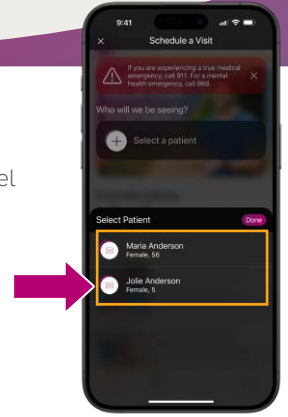 9:41
Schedule a Visit
If you are experiencing a true medical
emergency, call 911. For a mental
health emergency, call 988.
Who will we be seeing?
Select a patient
el
Select Patient
Done
Maria Anderson
Female, 56
Jolie Anderson
Female, 5